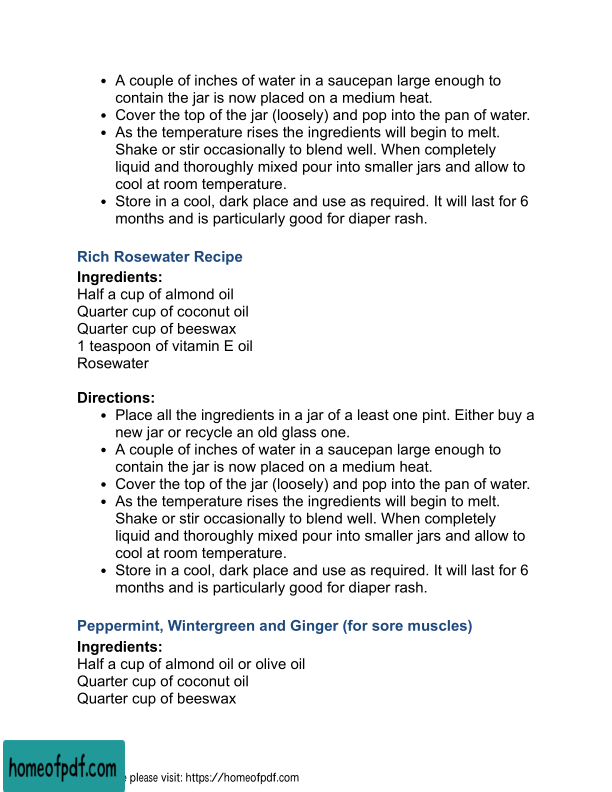 • A couple of inches of water in a saucepan large enough to
contain the jar is now placed on a medium heat.
• Cover the top of the jar (loosely) and pop into the pan of water.
• As the temperature rises the ingredients will begin to melt.
Shake or stir occasionally to blend well. When completely
liquid and thoroughly mixed pour into smaller jars and allow to
cool at room temperature.
• Store in a cool, dark place and use as required. It will last for 6
months and is particularly good for diaper rash.
Rich Rosewater Recipe
Ingredients:
Half a cup of almond oil
Quarter cup of coconut oil
Quarter cup of beeswax
1 teaspoon of vitamin E oil
Rosewater
Directions:
• Place all the ingredients in a jar of a least one pint. Either buy a
new jar or recycle an old glass one.
• A couple of inches of water in a saucepan large enough to
contain the jar is now placed on a medium heat.
• Cover the top of the jar (loosely) and pop into the pan of water.
• As the temperature rises the ingredients will begin to melt.
Shake or stir occasionally to blend well. When completely
liquid and thoroughly mixed pour into smaller jars and allow to
cool at room temperature.
• Store in a cool, dark place and use as required. It will last for 6
months and is particularly good for diaper rash.
Peppermint, Wintergreen and Ginger (for sore muscles)
Ingredients:
Half a cup of almond oil or olive oil
Quarter cup of coconut oil
Quarter cup of beeswax
homeofpdf.com
please visit: https://homeofpdf.com